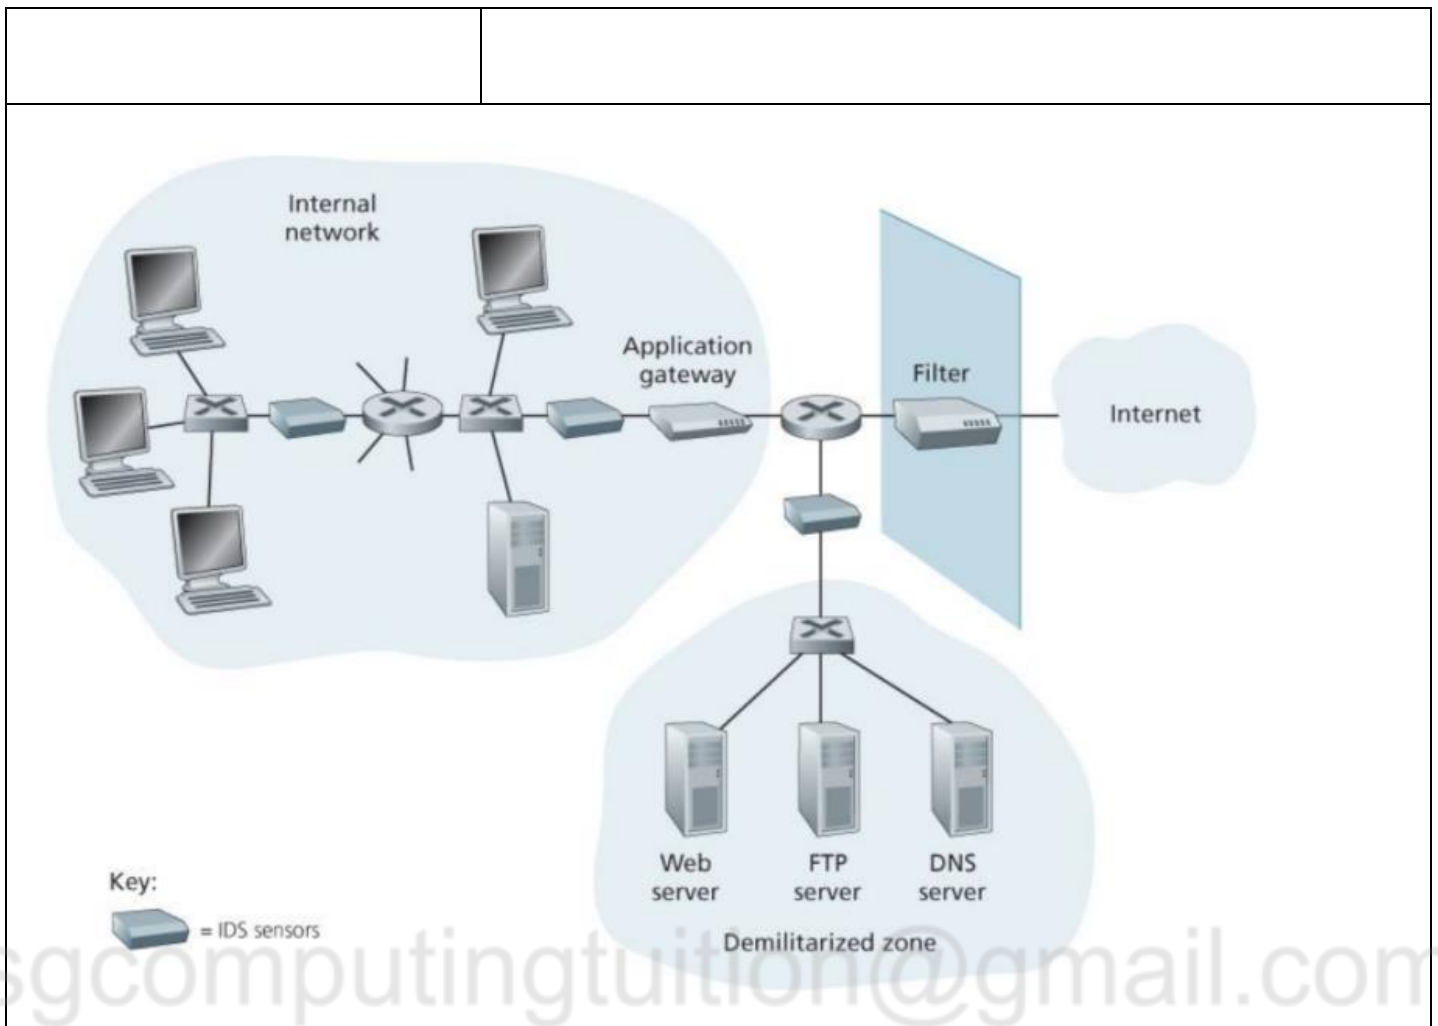 Internal
network
Application
gateway
Filter
Internet
Web
server
FTP
server
DNS
server
Key:
= IDS sensors
Demilitarized zone
sgcomputingtuition@gmail.com